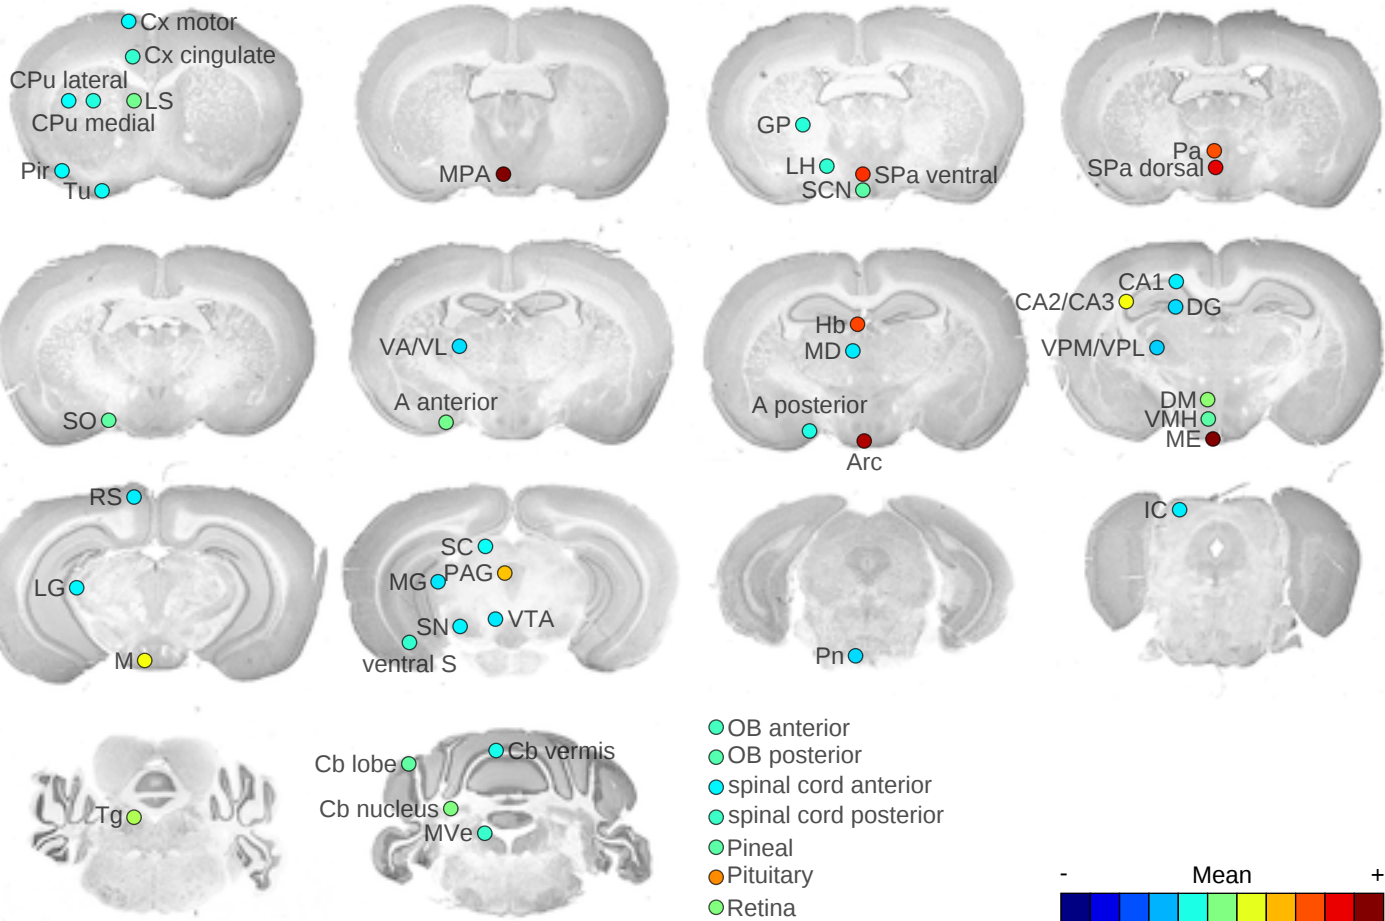 Cx motor
Cx cingulate
CPu lateral
LS
CPu medial
Pir
Tu
MPA
GP
LH
SPa ventral
SCN
Pa
SPa dorsal
SO
VA/VL
A anterior
Hb
MD
A posterior
Arc
CA1
CA2/CA3
DG
VPM/VPL
DM
VMH
ME
RS
LG
M
SC
PAG
MG
VTA
SN
ventral S
Pn
IC
Tg
Cb vermis
Cb lobe
Cb nucleus
MVe
OB anterior
OB posterior
spinal cord anterior
spinal cord posterior
Pineal
Pituitary
Retina
- Mean +